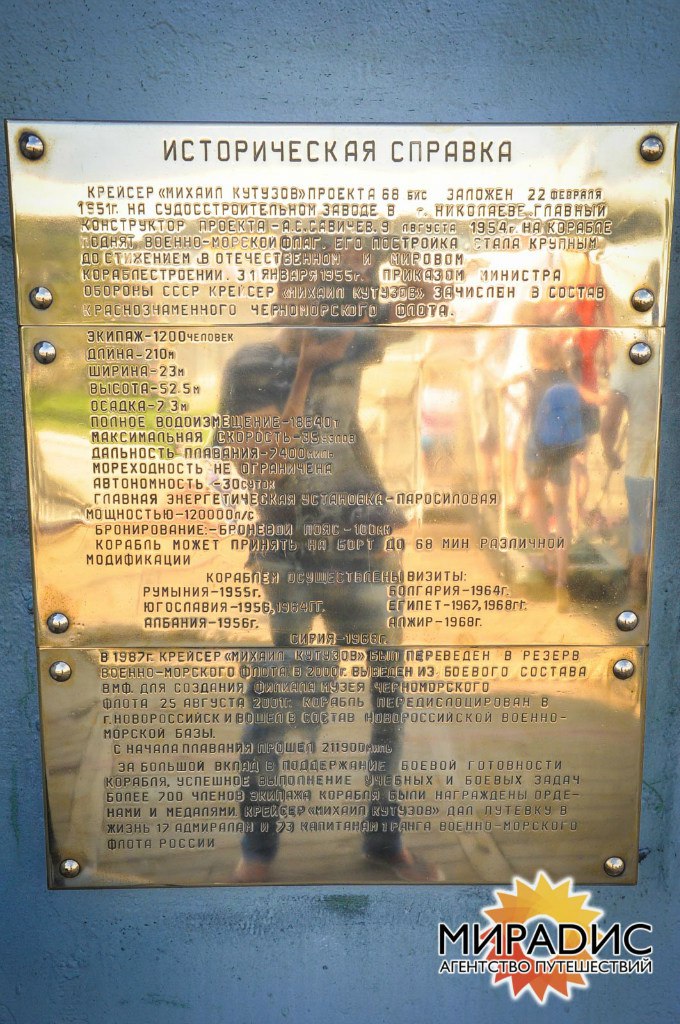 ИСТОРИЧЕСКАЯ СПРАВКА
КРЕЙСЕР «МИХАИЛ КУТУЗОВ» ПРОЕКТА 68 БИС ЗАЛОЖЕН 22 ФЕВРАЛЯ
1951г. НА СУДОСТРОИТЕЛЬНОМ ЗАВОДЕ В г. НИКОЛАЕВЕ. ГЛАВНЫЙ
КОНСТРУКТОР ПРОЕКТА - А.С. САВИЧЕВ. 9 АВГУСТА 1954г. НА КОРАБЛЕ
ПОДНЯТ ВОЕННО-МОРСКОЙ ФЛАГ. ЕГО ПОСТРОЙКА СТАЛА КРУПНЫМ
ДОСТИЖЕНИЕМ В ОТЕЧЕСТВЕННОМ И МИРОВОМ
КОРАБЛЕСТРОЕНИИ. 31 ЯНВАРЯ 1955г. ПРИКАЗОМ МИНИСТРА
ОБОРОНЫ СССР КРЕЙСЕР «МИХАИЛ КУТУЗОВ» ЗАЧИСЛЕН В СОСТАВ
КРАСНОЗНАМЕННОГО ЧЕРНОМОРСКОГО ФЛОТА.
ЭКИПАЖ-1200 ЧЕЛОВЕК
ДЛИНА-210м
ШИРИНА-23м
ВЫСОТА-52.5м
ОСАДКА-7.3м
ПОЛНОЕ ВОДОИЗМЕЩЕНИЕ-18640т
МАКСИМАЛЬНАЯ СКОРОСТЬ-35 УЗЛОВ
ДАЛЬНОСТЬ ПЛАВАНИЯ-7400 МИЛЬ
МОРЕХОДНОСТЬ НЕ ОГРАНИЧЕНА
АВТОНОМНОСТЬ -30 СУТОК
ГЛАВНАЯ ЭНЕРГЕТИЧЕСКАЯ УСТАНОВКА-ПАРОСИЛОВАЯ
МОЩНОСТЬЮ-120000Л/С
БРОНИРОВАНИЕ:-БРОНЕВОЙ ПОЯС -100ММ
КОРАБЛЬ МОЖЕТ ПРИНЯТЬ НА БОРТ ДО 68 МИН РАЗЛИЧНОЙ
МОДИФИКАЦИИ
КОРАБЛЕМ ОСУЩЕСТВЛЕНЫ ВИЗИТЫ:
РУМЫНИЯ-1955г. БОЛГАРИЯ-1964г.
ЮГОСЛАВИЯ-1956,1964ГГ. ЕГИПЕТ-1967,1968гг.
АЛБАНИЯ-1956г. АЛЖИР-1968г.
СИРИЯ-1966г.
В 1987г. КРЕЙСЕР «МИХАИЛ КУТУЗОВ» БЫЛ ПЕРЕВЕДЕН В РЕЗЕРВ
ВОЕННО-МОРСКОГО ФЛОТА В 2000г. ВЫВЕДЕН ИЗ БОЕВОГО СОСТАВА
ВМФ. ДЛЯ СОЗДАНИЯ ФИЛИАЛА МУЗЕЯ ЧЕРНОМОРСКОГО
ФЛОТА 25 АВГУСТА 2001г. КОРАБЛЬ ПЕРЕДИСЛОЦИРОВАН В
г. НОВОРОССИЙСК И ВОШЕЛ В СОСТАВ НОВОРОССИЙСКОЙ ВОЕННО-
МОРСКОЙ БАЗЫ.
С НАЧАЛА ПЛАВАНИЯ ПРОШЕЛ 211900 МИЛЬ
ЗА БОЛЬШОЙ ВКЛАД В ПОДДЕРЖАНИЕ БОЕВОЙ ГОТОВНОСТИ
КОРАБЛЯ, УСПЕШНОЕ ВЫПОЛНЕНИЕ УЧЕБНЫХ И БОЕВЫХ ЗАДАЧ
БОЛЕЕ 700 ЧЛЕНОВ ЭКИПАЖА КОРАБЛЯ БЫЛИ НАГРАЖДЕНЫ ОРДЕ-
НАМИ И МЕДАЛЯМИ. КРЕЙСЕР «МИХАИЛ КУТУЗОВ» ДАЛ ПУТЕВКУ В
ЖИЗНЬ 17 АДМИРАЛАМ И 73 КАПИТАНАМ 1 РАНГА ВОЕННО-МОРСКОГО
ФЛОТА РОССИИ
МИРАДИС
АГЕНТСТВО ПУТЕШЕСТВИЙ